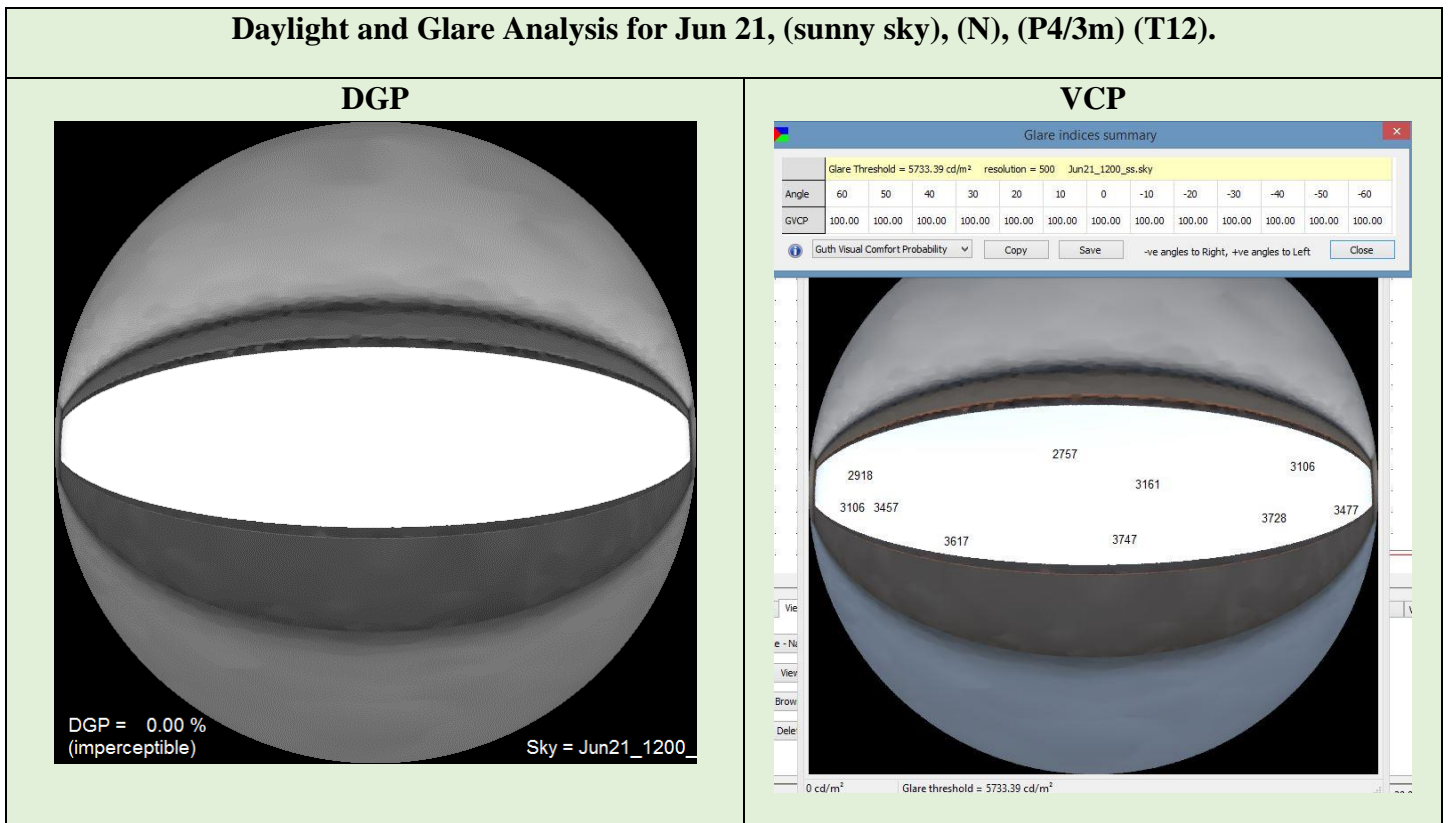 Daylight and Glare Analysis for Jun 21, (sunny sky), (N), (P4/3m) (T12).
DGP
DGP = 0.00 %
(imperceptible)
Sky = Jun21_1200_
VCP
Glare indices summary
Glare Threshold = 5733.39 cd/m² resolution = 500 Jun21_1200_ss.sky
Angle 60 50 40 30 20 10 0 -10 -20 -30 -40 -50 -60
GVCP 100.00 100.00 100.00 100.00 100.00 100.00 100.00 100.00 100.00 100.00 100.00 100.00 100.00
Guth Visual Comfort Probability Copy Save -ve angles to Right, +ve angles to Left Close
2757
2918 3106
3161
3106 3457 3477
3728
3617 3747
Vie
e - Na
View
Brow
Dele
0 cd/m² Glare threshold = 5733.39 cd/m²